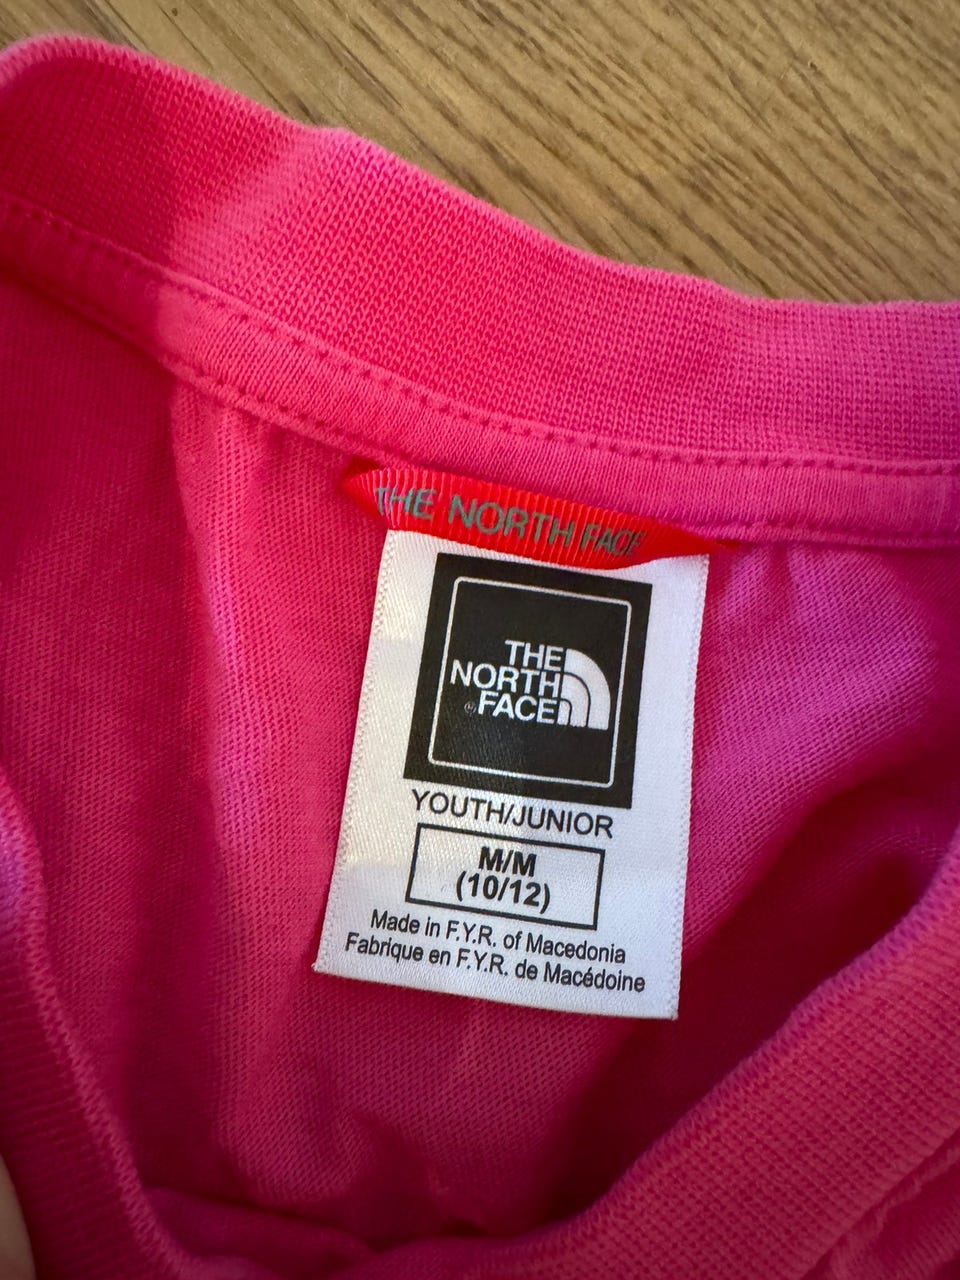 THE NORTH FACE
THE
NORTH
FACE
®
YOUTH/JUNIOR
M/M
(10/12)
Made in F.Y.R. of Macedonia
Fabrique en F.Y.R. de Macédoine